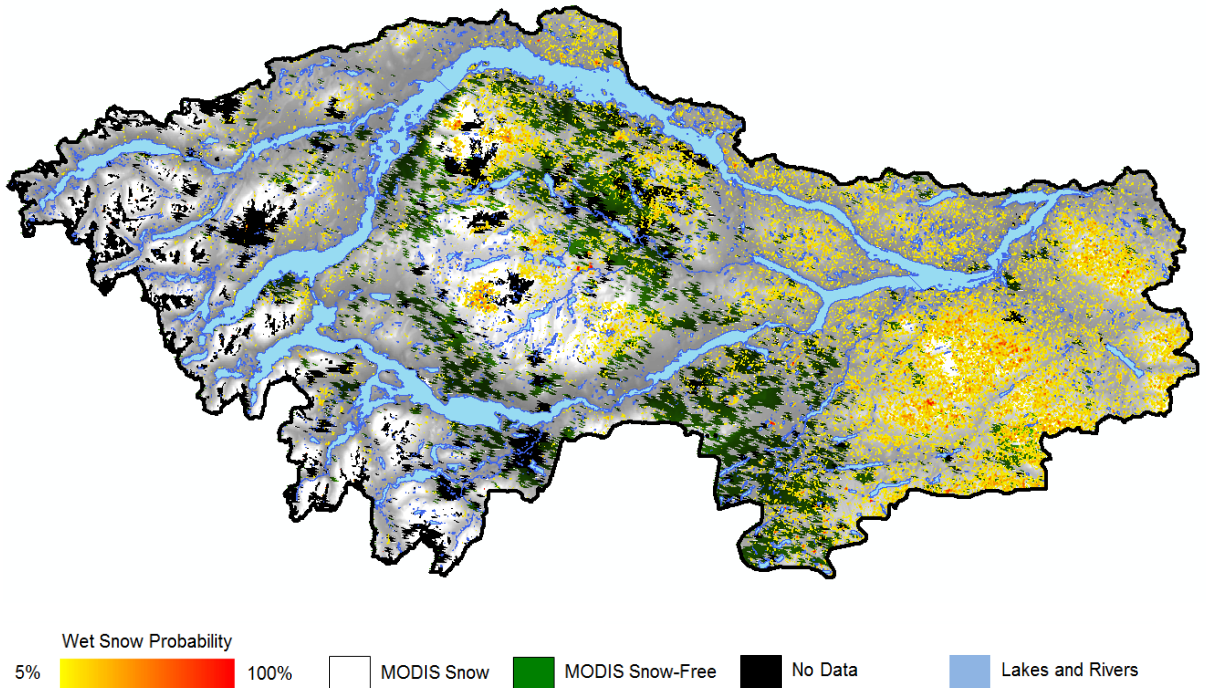 Wet Snow Probability
5% 100% MODIS Snow MODIS Snow-Free No Data Lakes and Rivers